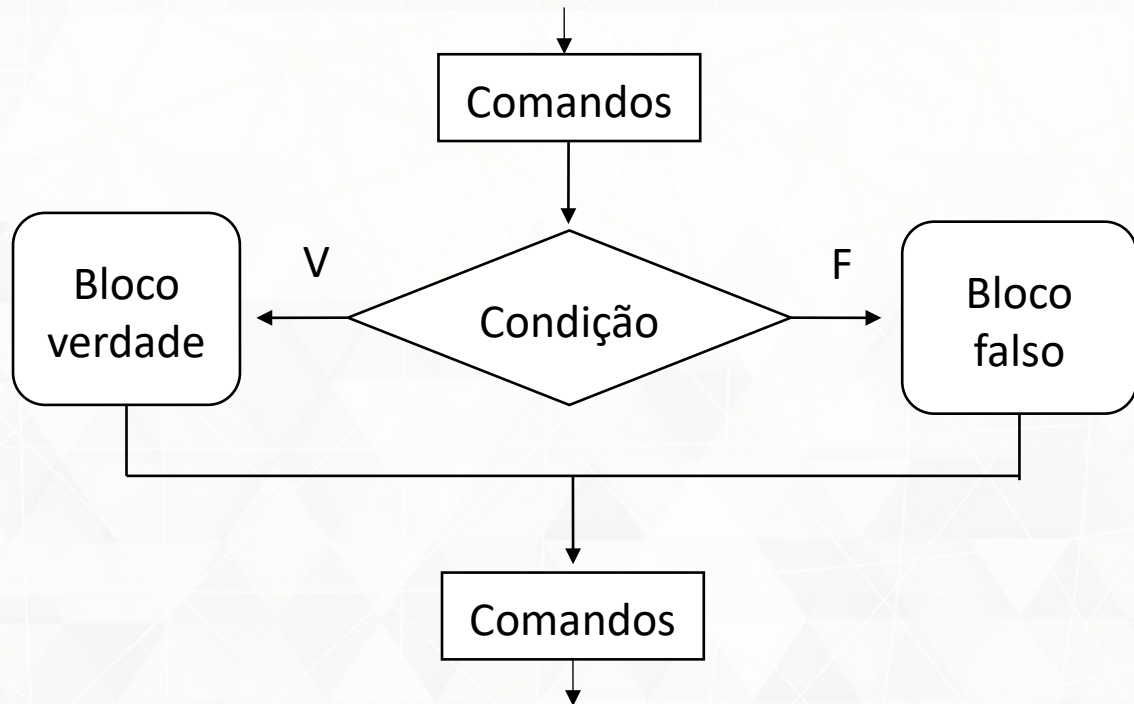 Comandos
V
F
Bloco
verdade
Condição
Bloco
falso
Comandos